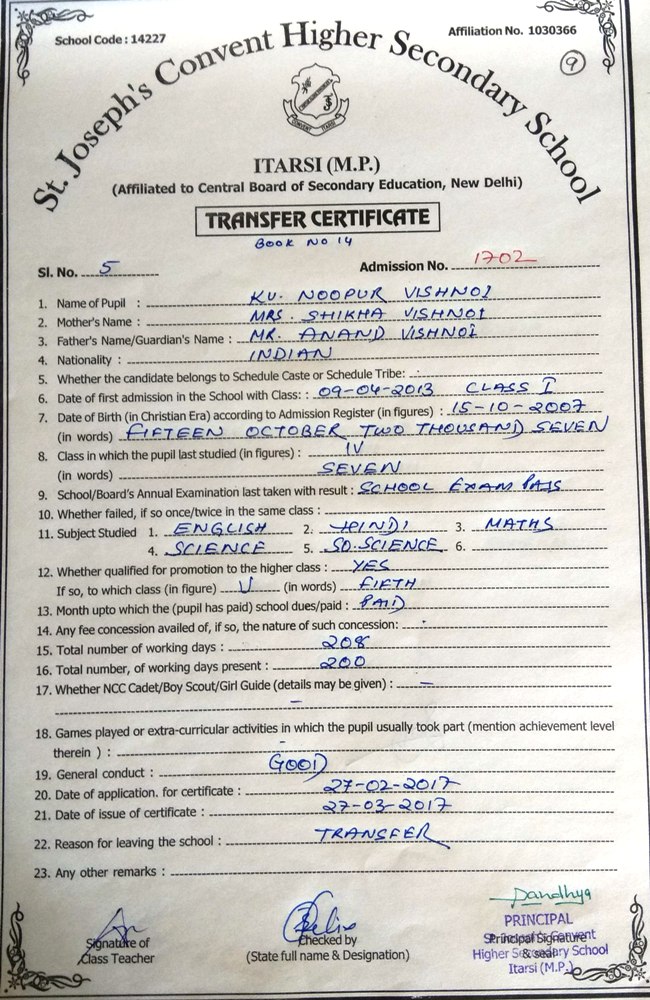 School Code : 14227
Affiliation No. 1030366
9
St. Joseph's Convent Higher Secondary School
ITARSI (M.P.)
(Affiliated to Central Board of Secondary Education, New Delhi)
TRANSFER CERTIFICATE
BOOK NO 14
Sl. No. 5 Admission No. 1702
1. Name of Pupil : KU. NOOPUR VISHNOI
2. Mother's Name : MRS SHIKHA VISHNOI
3. Father's Name/Guardian's Name : MR. ANAND VISHNOI
4. Nationality : INDIAN
5. Whether the candidate belongs to Schedule Caste or Schedule Tribe:
6. Date of first admission in the School with Class : : 09-04-2013 CLASS I
7. Date of Birth (in Christian Era) according to Admission Register (in figures) : 15-10-2007
(in words) FIFTEEN OCTOBER TWO THOUSAND SEVEN
8. Class in which the pupil last studied (in figures) : IV
(in words) SEVEN
9. School/Board's Annual Examination last taken with result : SCHOOL EXAM PASS
10. Whether failed, if so once/twice in the same class :
11. Subject Studied 1. ENGLISH 2. HINDI 3. MATHS
4. SCIENCE 5. SO.SCIENCE 6.
12. Whether qualified for promotion to the higher class : YES
If so, to which class (in figure) V (in words) FIFTH
13. Month upto which the (pupil has paid) school dues/paid : PAID
14. Any fee concession availed of, if so, the nature of such concession:
15. Total number of working days : 208
16. Total number, of working days present : 200
17. Whether NCC Cadet/Boy Scout/Girl Guide (details may be given) : –
–
18. Games played or extra-curricular activities in which the pupil usually took part (mention achievement level
therein ) : –
19. General conduct : GOOD
20. Date of application. for certificate : 27-02-2017
21. Date of issue of certificate : 27-03-2017
22. Reason for leaving the school : TRANSFER
23. Any other remarks :
Signature of
Class Teacher
Checked by
(State full name & Designation)
PRINCIPAL
St. Joseph's Convent
Principal Signature
Higher Secondary School
& seal
Itarsi (M.P.)